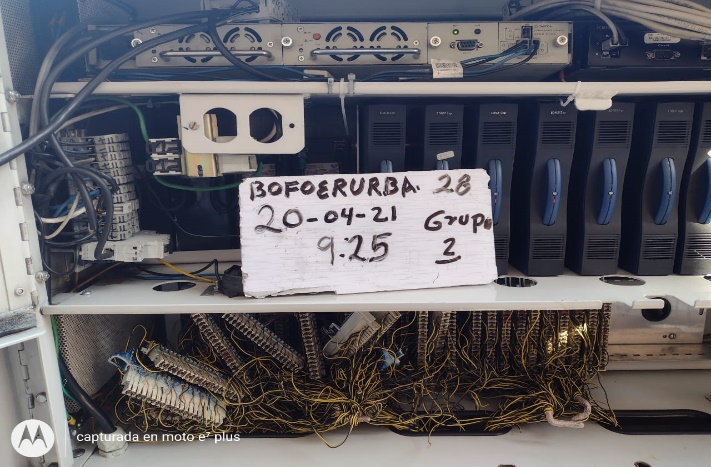 BOFOERURBA. 28
20-04-21 Grupo
9:25 2
capturada en moto e⁷ plus